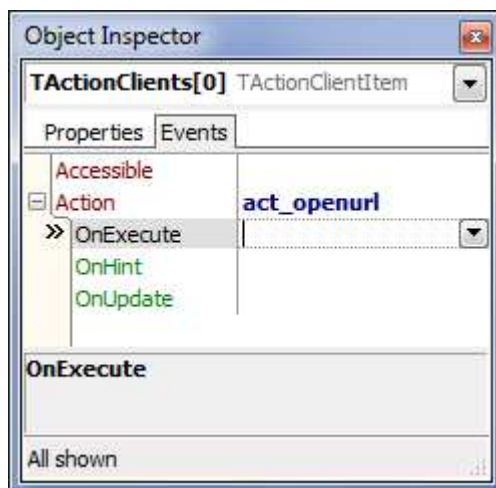 Object Inspector
TActionClients[0] TActionClientItem
Properties Events
Accessible
Action act_openurl
OnExecute
OnHint
OnUpdate
OnExecute
All shown